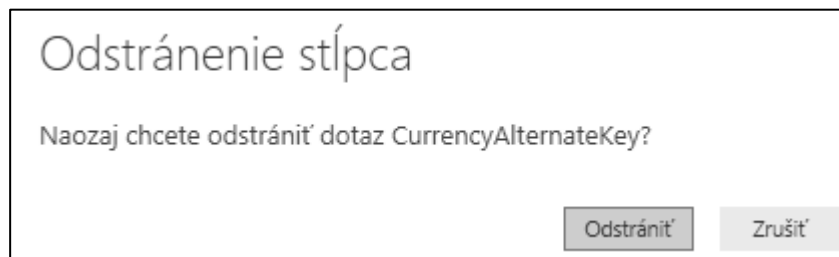 Odstránenie stĺpca
Naozaj chcete odstrániť dotaz CurrencyAlternateKey?
Odstrániť Zrušiť